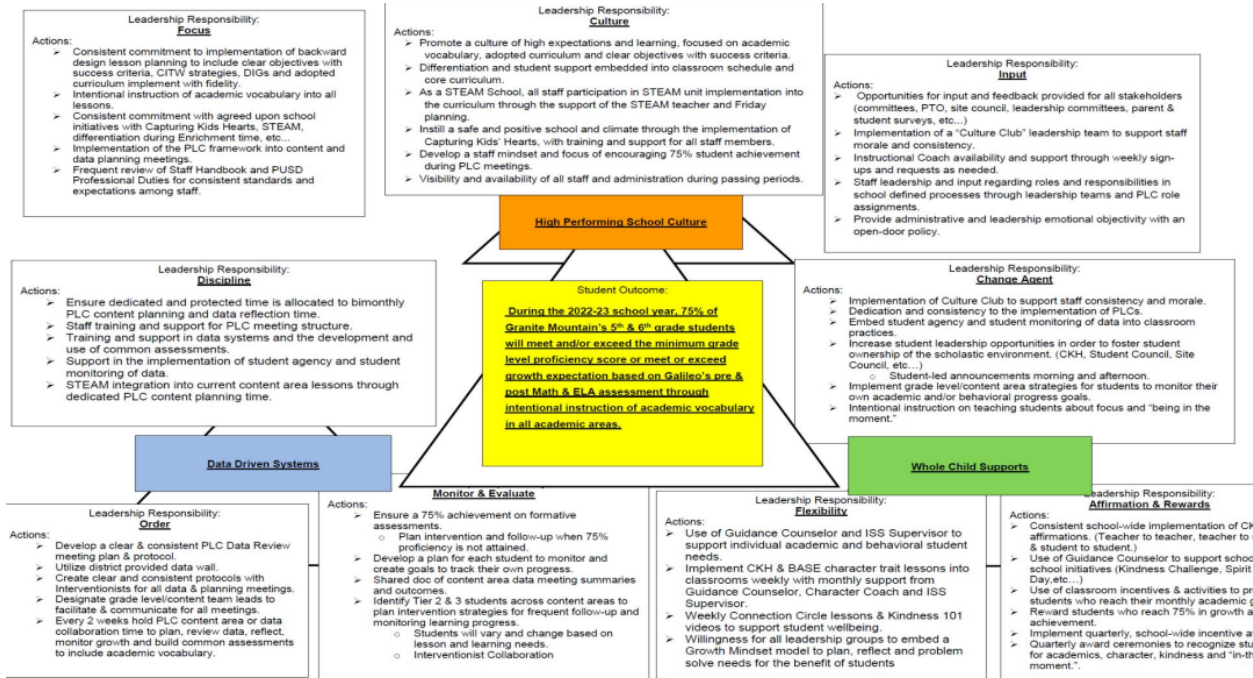 Leadership Responsibility:
Focus
Actions:
➢ Consistent commitment to implementation of backward
design lesson planning to include clear objectives with
success criteria, CITW strategies, DIGs and adopted
curriculum implement with fidelity.
➢ Intentional instruction of academic vocabulary into all
lessons.
➢ Consistent commitment with agreed upon school
initiatives with Capturing Kids Hearts, STEAM,
differentiation during Enrichment time, etc...
➢ Implementation of the PLC framework into content and
data planning meetings.
➢ Frequent review of Staff Handbook and PUSD
Professional Duties for consistent standards and
expectations among staff.
Leadership Responsibility:
Culture
Actions:
➢ Promote a culture of high expectations and learning, focused on academic
vocabulary, adopted curriculum and clear objectives with success criteria.
➢ Differentiation and student support embedded into classroom schedule and
core curriculum.
➢ As a STEAM School, all staff participation in STEAM unit implementation into
the curriculum through the support of the STEAM teacher and Friday
planning.
➢ Instill a safe and positive school and climate through the implementation of
Capturing Kids' Hearts, with training and support for all staff members.
➢ Develop a staff mindset and focus of encouraging 75% student achievement
during PLC meetings.
➢ Visibility and availability of all staff and administration during passing periods.
Leadership Responsibility:
Input
Actions:
➢ Opportunities for input and feedback provided for all stakeholders
(committees, PTO, site council, leadership committees, parent &
student surveys, etc...)
➢ Implementation of a "Culture Club" leadership team to support staff
morale and consistency.
➢ Instructional Coach availability and support through weekly sign-
ups and requests as needed.
➢ Staff leadership and input regarding roles and responsibilities in
school defined processes through leadership teams and PLC role
assignments.
➢ Provide administrative and leadership emotional objectivity with an
open-door policy.
High Performing School Culture
Leadership Responsibility:
Discipline
Actions:
➢ Ensure dedicated and protected time is allocated to bimonthly
PLC content planning and data reflection time.
➢ Staff training and support for PLC meeting structure.
➢ Training and support in data systems and the development and
use of common assessments.
➢ Support in the implementation of student agency and student
monitoring of data.
➢ STEAM integration into current content area lessons through
dedicated PLC content planning time.
Student Outcome:
During the 2022-23 school year, 75% of
Granite Mountain's 5th & 6th grade students
will meet and/or exceed the minimum grade
level proficiency score or meet or exceed
growth expectation based on Galileo's pre &
post Math & ELA assessment through
intentional instruction of academic vocabulary
in all academic areas.
Leadership Responsibility:
Change Agent
Actions:
➢ Implementation of Culture Club to support staff consistency and morale.
➢ Dedication and consistency to the implementation of PLCs.
➢ Embed student agency and student monitoring of data into classroom
practices.
➢ Increase student leadership opportunities in order to foster student
ownership of the scholastic environment. (CKH, Student Council, Site
Council, etc...)
○ Student-led announcements morning and afternoon.
➢ Implement grade level/content area strategies for students to monitor their
own academic and/or behavioral progress goals.
➢ Intentional instruction on teaching students about focus and "being in the
moment."
Data Driven Systems
Whole Child Supports
Leadership Responsibility:
Order
Actions:
➢ Develop a clear & consistent PLC Data Review
meeting plan & protocol.
➢ Utilize district provided data wall.
➢ Create clear and consistent protocols with
Interventionists for all data & planning meetings.
➢ Designate grade level/content team leads to
facilitate & communicate for all meetings.
➢ Every 2 weeks hold PLC content area or data
collaboration time to plan, review data, reflect,
monitor growth and build common assessments
to include academic vocabulary.
Monitor & Evaluate
Actions:
➢ Ensure a 75% achievement on formative
assessments.
○ Plan intervention and follow-up when 75%
proficiency is not attained.
➢ Develop a plan for each student to monitor and
create goals to track their own progress.
➢ Shared doc of content area data meeting summaries
and outcomes.
➢ Identify Tier 2 & 3 students across content areas to
plan intervention strategies for frequent follow-up and
monitoring learning progress.
○ Students will vary and change based on
lesson and learning needs.
○ Interventionist Collaboration
Leadership Responsibility:
Flexibility
Actions:
➢ Use of Guidance Counselor and ISS Supervisor to
support individual academic and behavioral student
needs.
➢ Implement CKH & BASE character trait lessons into
classrooms weekly with monthly support from
Guidance Counselor, Character Coach and ISS
Supervisor.
➢ Weekly Connection Circle lessons & Kindness 101
videos to support student wellbeing.
➢ Willingness for all leadership groups to embed a
Growth Mindset model to plan, reflect and problem
solve needs for the benefit of students
Leadership Responsibility:
Affirmation & Rewards
Actions:
➢ Consistent school-wide implementation of
affirmations. (Teacher to teacher, teacher to
& student to student.)
➢ Use of Guidance Counselor to support
school initiatives (Kindness Challenge, Spirit
Day,etc...)
➢ Use of classroom incentives & activities to
students who reach their monthly academic
➢ Reward students who reach 75% in growth
achievement.
➢ Implement quarterly, school-wide incentive
➢ Quarterly award ceremonies to recognize
for academics, character, kindness and
moment.".